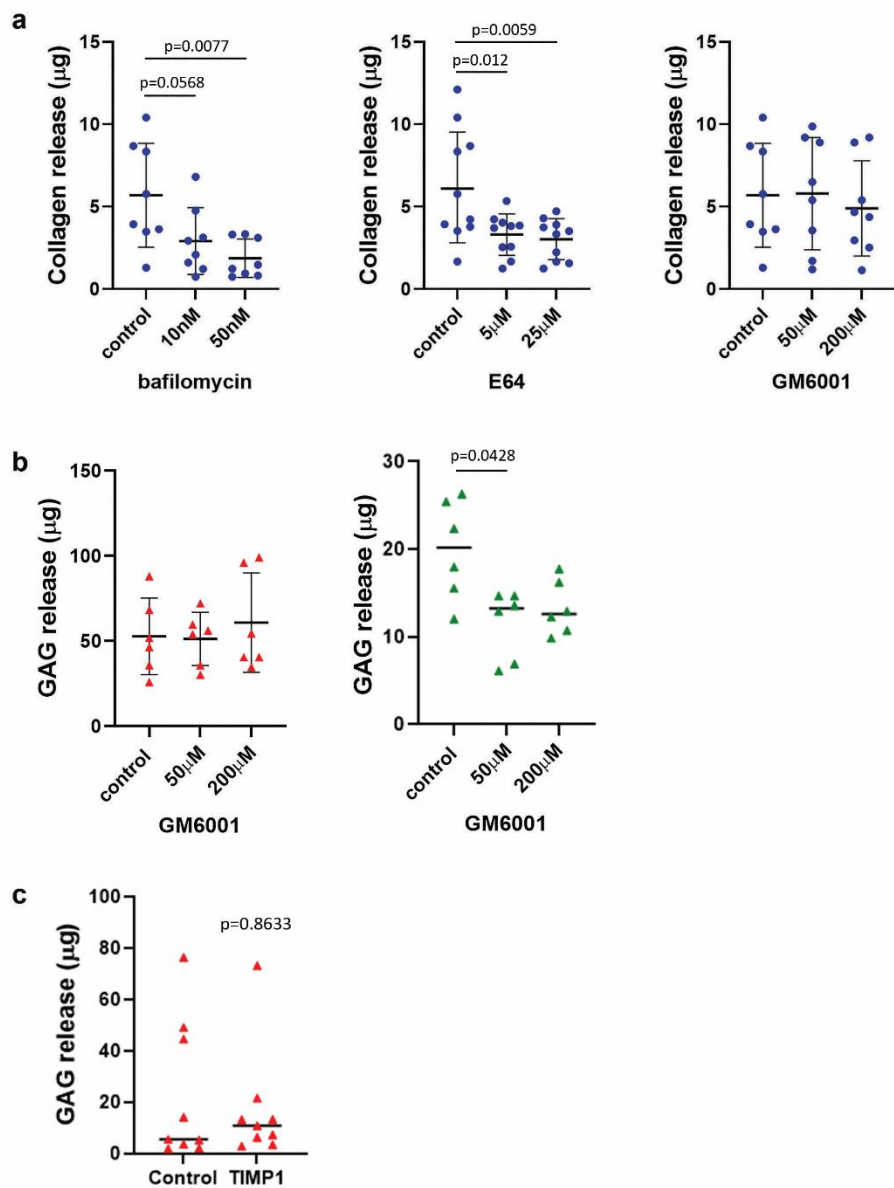 a
p=0.0077
p=0.0568
Collagen release (μg)
15
10
5
0
control
10nM
50nM
bafilomycin
p=0.0059
p=0.012
Collagen release (μg)
15
10
5
0
control
5μM
25μM
E64
Collagen release (μg)
15
10
5
0
control
50μM
200μM
GM6001
b
GAG release (μg)
150
100
50
0
control
50μM
200μM
GM6001
p=0.0428
GAG release (μg)
30
20
10
0
control
50μM
200μM
GM6001
c
p=0.8633
GAG release (μg)
100
80
60
40
20
0
Control
TIMP1